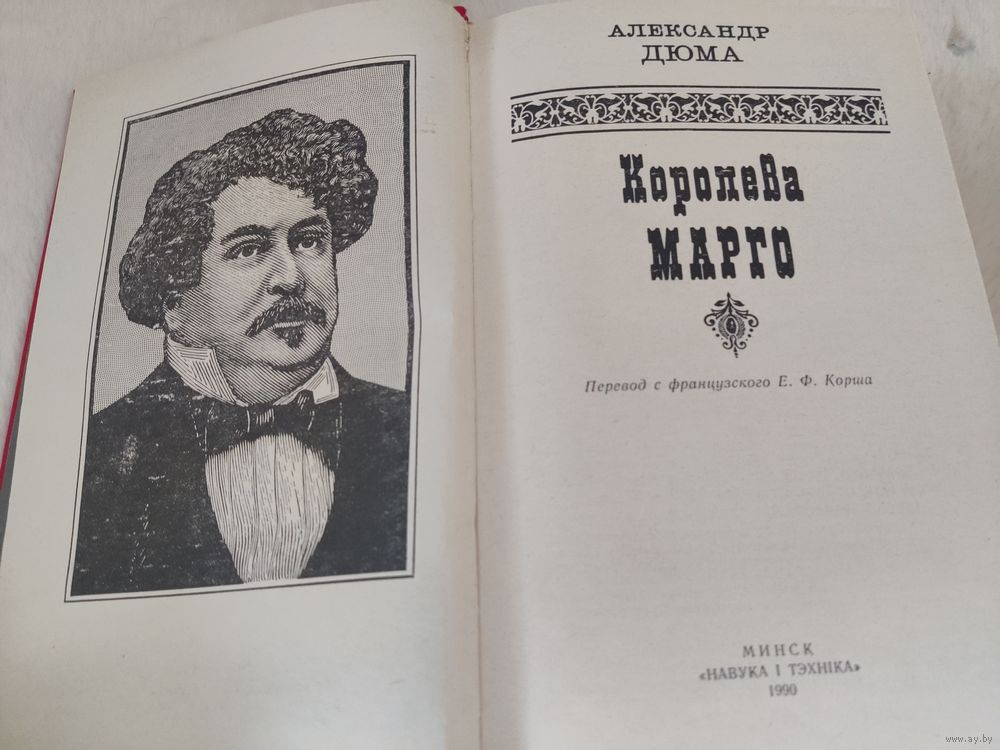 АЛЕКСАНДР
ДЮМА
Королева
МАРГО
Перевод с французского Е. Ф. Корша
МИНСК
«НАВУКА І ТЭХНІКА»
1990
www.ay.by